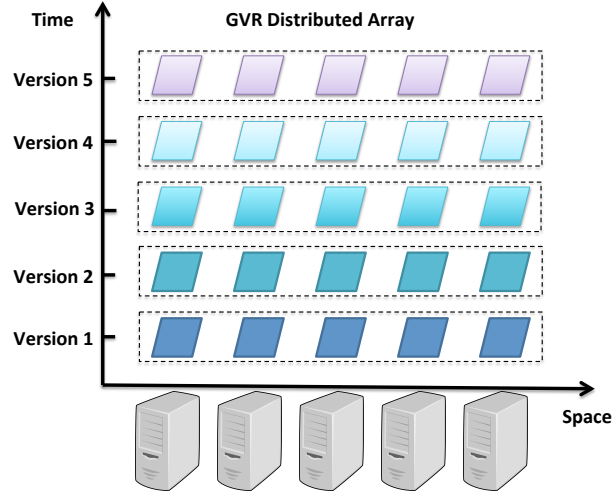 Time
GVR Distributed Array
Version 5
Version 4
Version 3
Version 2
Version 1
Space